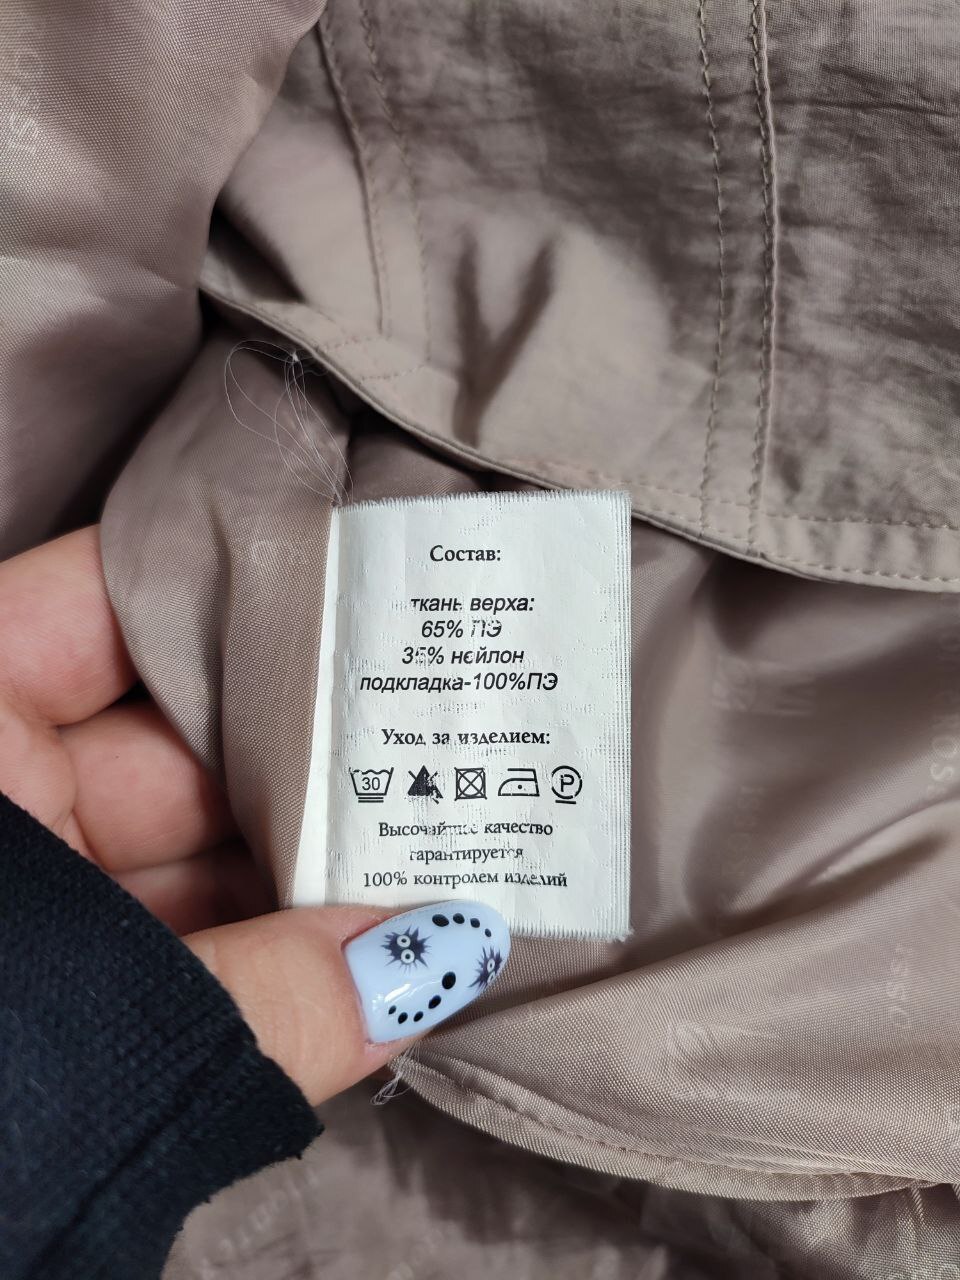 Состав:
ткань верха:
65% ПЭ
35% нейлон
подкладка-100%ПЭ
Уход за изделием:
30
P
Высочайшее качество
гарантируется
100% контролем изделий